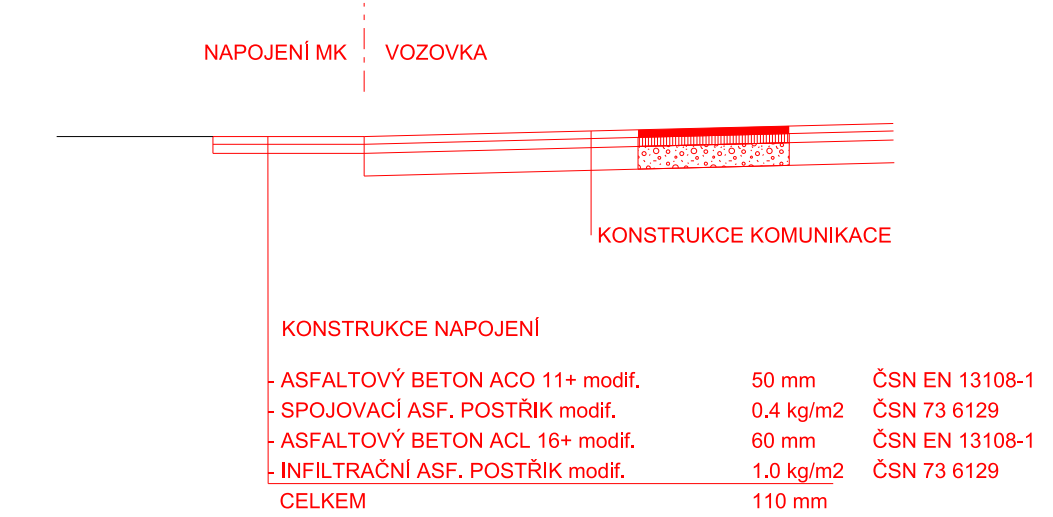 NAPOJENÍ MK VOZOVKA
KONSTRUKCE KOMUNIKACE
KONSTRUKCE NAPOJENÍ
- ASFALTOVÝ BETON ACO 11+ modif. 50 mm ČSN EN 13108-1
- SPOJOVACÍ ASF. POSTŘIK modif. 0.4 kg/m2 ČSN 73 6129
- ASFALTOVÝ BETON ACL 16+ modif. 60 mm ČSN EN 13108-1
- INFILTRAČNÍ ASF. POSTŘIK modif. 1.0 kg/m2 ČSN 73 6129
CELKEM 110 mm